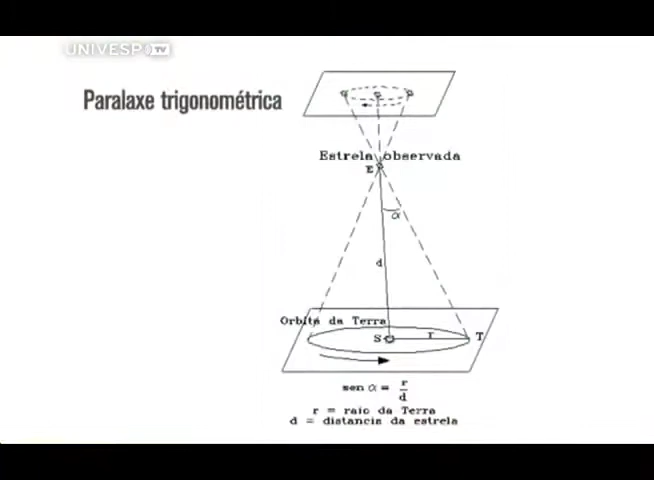 UNIVESP TV
Paralaxe trigonométrica
Estrela observada
E
α
d
Orbita da Terra
S
r
T
sen α = r
d
r = raio da Terra
d = distancia da estrela